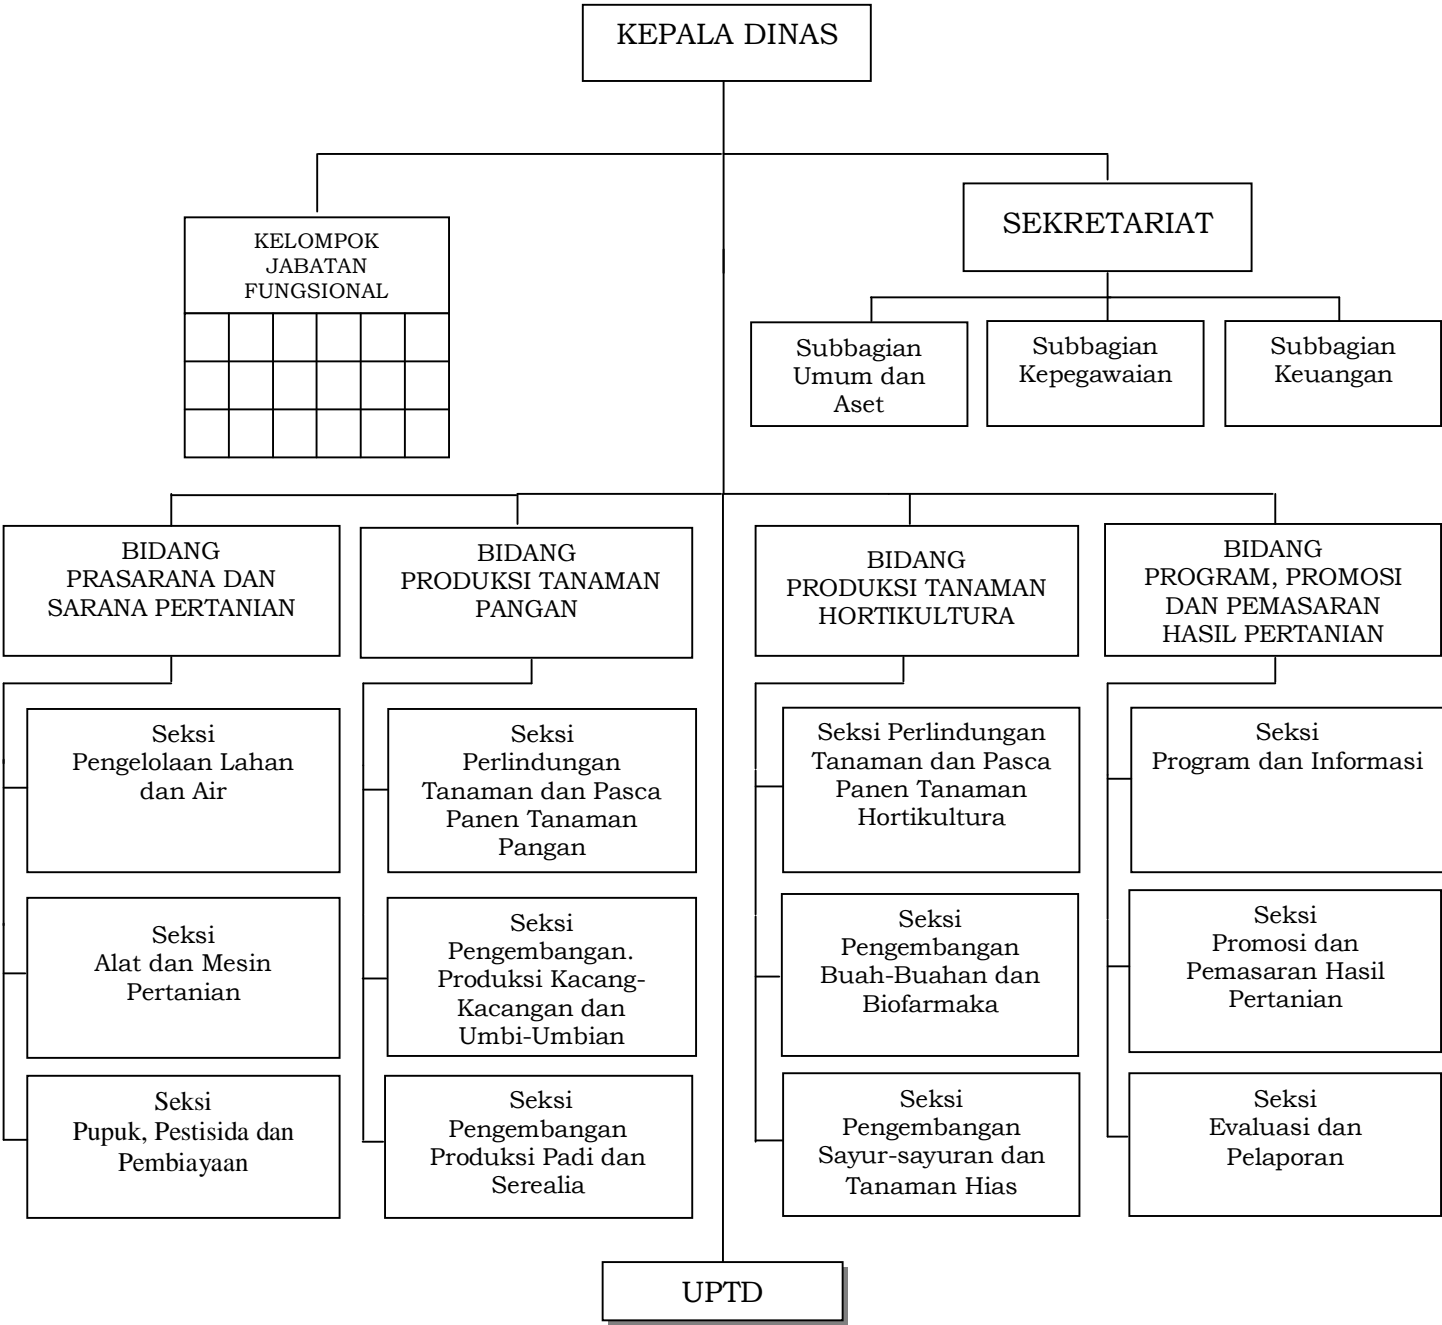 KEPALA DINAS
SEKRETARIAT
KELOMPOK
JABATAN
FUNGSIONAL
Subbagian
Umum dan
Aset
Subbagian
Kepegawaian
Subbagian
Keuangan
BIDANG
PRASARANA DAN
SARANA PERTANIAN
BIDANG
PRODUKSI TANAMAN
PANGAN
BIDANG
PRODUKSI TANAMAN
HORTIKULTURA
BIDANG
PROGRAM, PROMOSI
DAN PEMASARAN
HASIL PERTANIAN
Seksi
Pengelolaan Lahan
dan Air
Seksi
Perlindungan
Tanaman dan Pasca
Panen Tanaman
Pangan
Seksi Perlindungan
Tanaman dan Pasca
Panen Tanaman
Hortikultura
Seksi
Program dan Informasi
Seksi
Alat dan Mesin
Pertanian
Seksi
Pengembangan.
Produksi Kacang-
Kacangan dan
Umbi-Umbian
Seksi
Pengembangan
Buah-Buahan dan
Biofarmaka
Seksi
Promosi dan
Pemasaran Hasil
Pertanian
Seksi
Pupuk, Pestisida dan
Pembiayaan
Seksi
Pengembangan
Produksi Padi dan
Serealia
Seksi
Pengembangan
Sayur-sayuran dan
Tanaman Hias
Seksi
Evaluasi dan
Pelaporan
UPTD